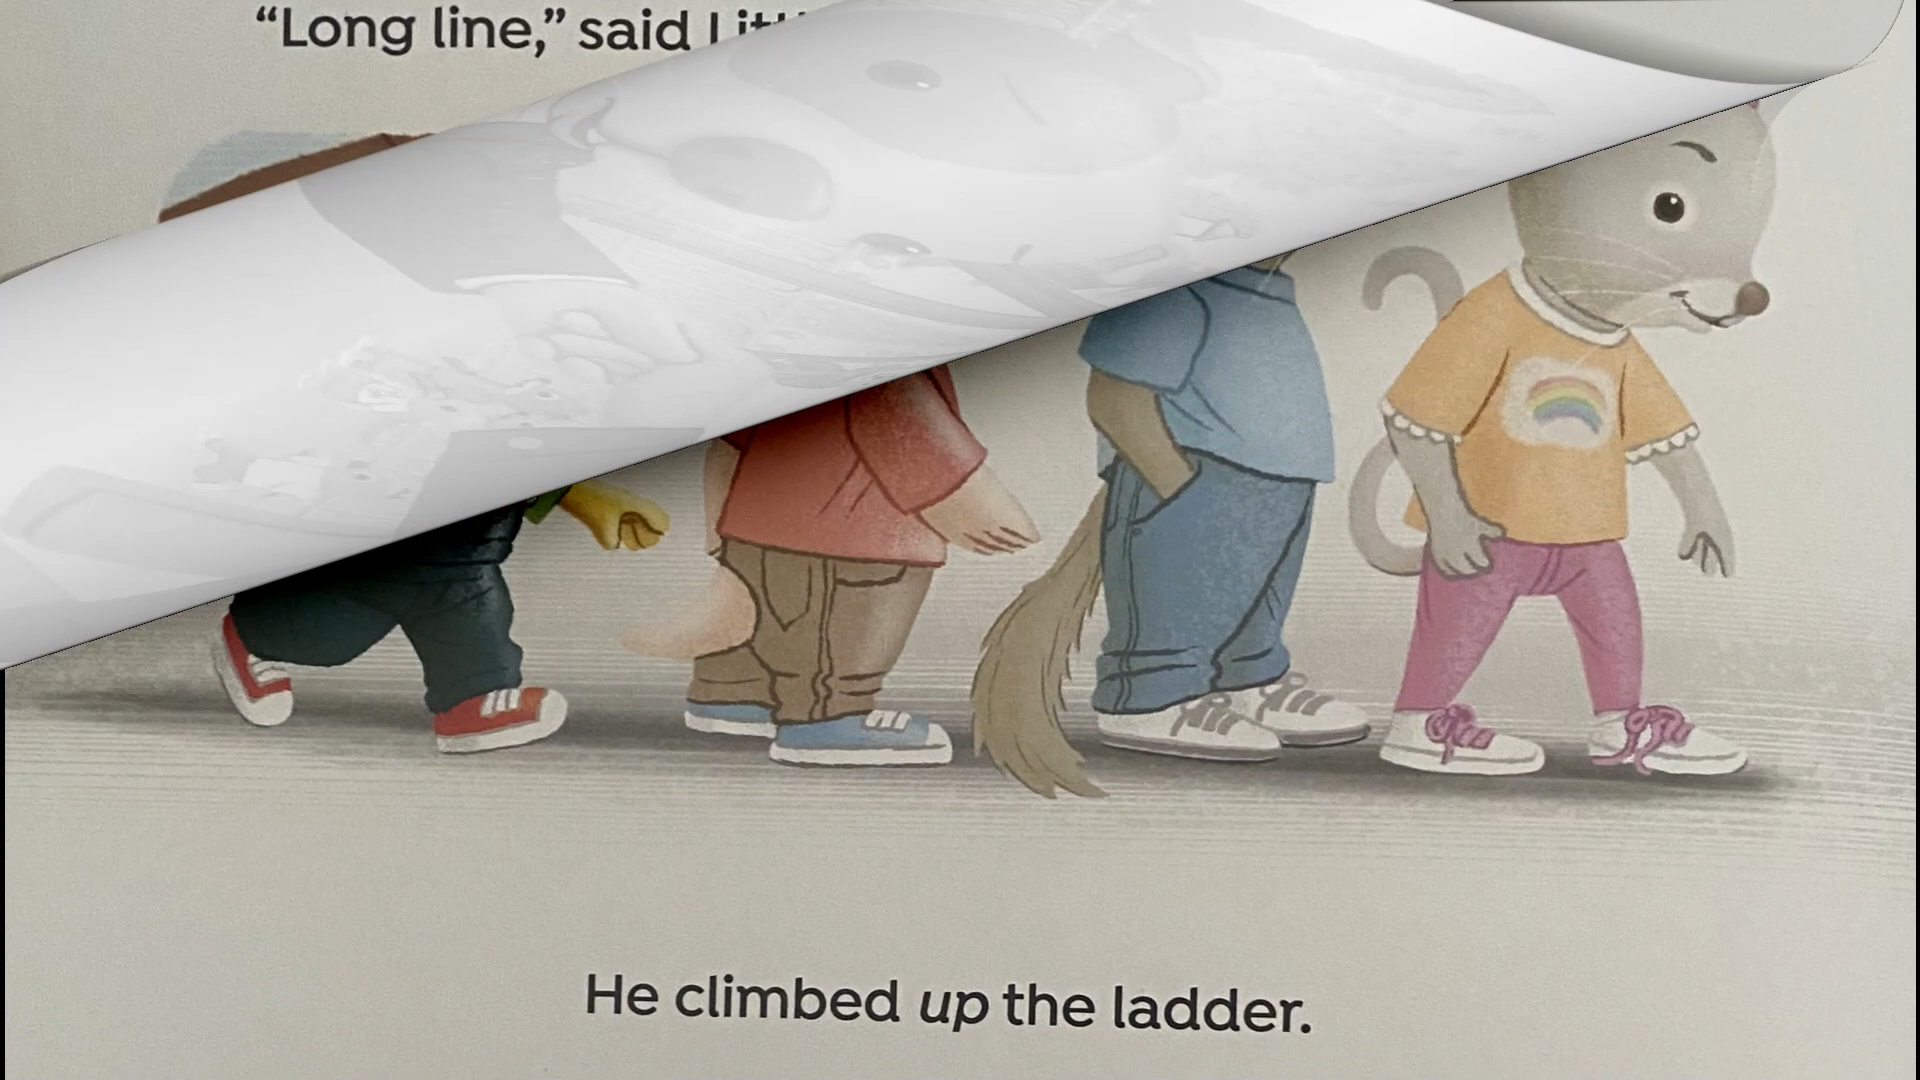 “Long line,” said
He climbed up the ladder.